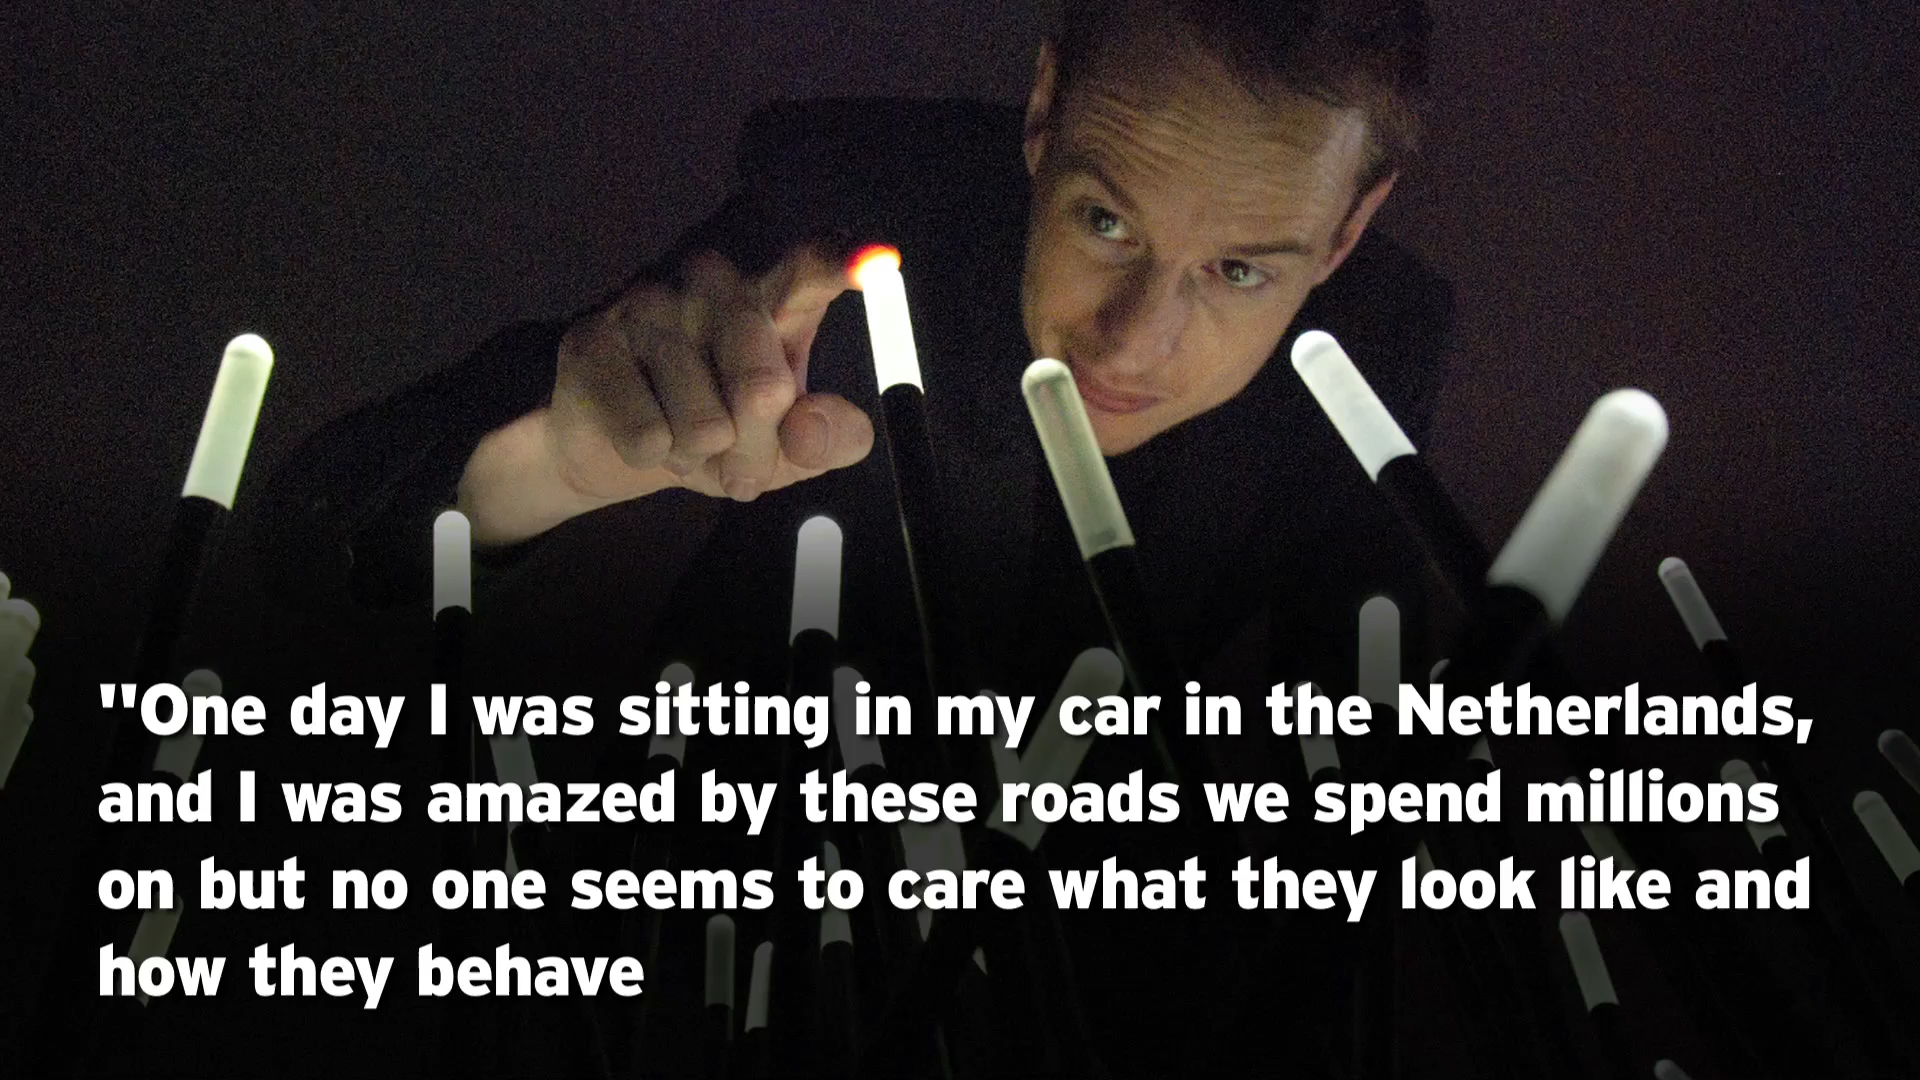 "One day I was sitting in my car in the Netherlands,
and I was amazed by these roads we spend millions
on but no one seems to care what they look like and
how they behave